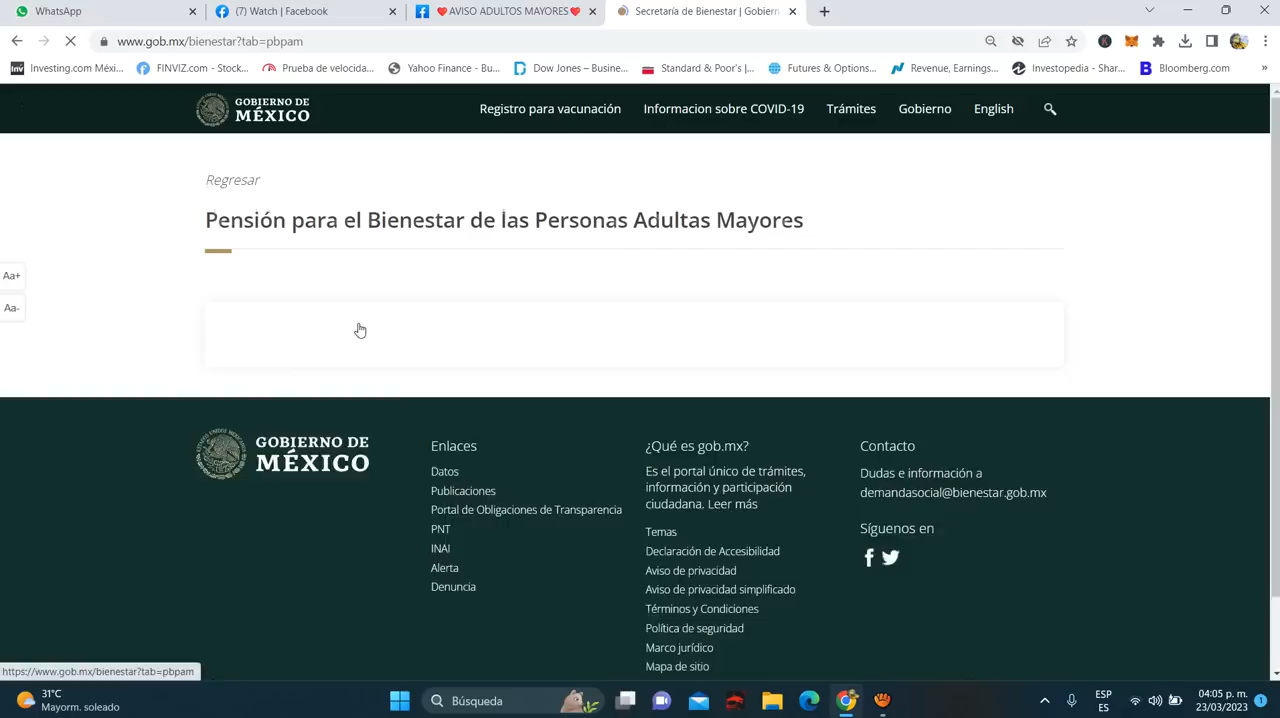 WhatsApp
(7) Watch | Facebook
❤️AVISO ADULTOS MAYORES❤️
Secretaría de Bienestar | Gobiern
www.gob.mx/bienestar?tab=pbpam
Investing.com Méxi...
FINVIZ.com - Stock...
Prueba de velocida...
Yahoo Finance - Bu...
Dow Jones – Busine...
Standard & Poor's |...
Futures & Options...
Revenue, Earnings...
Investopedia - Shar...
Bloomberg.com
»
GOBIERNO DE
MÉXICO
Registro para vacunación
Informacion sobre COVID-19
Trámites
Gobierno
English
Regresar
Pensión para el Bienestar de las Personas Adultas Mayores
Aa+
Aa-
GOBIERNO DE
MÉXICO
Enlaces
Datos
Publicaciones
Portal de Obligaciones de Transparencia
PNT
INAI
Alerta
Denuncia
¿Qué es gob.mx?
Es el portal único de trámites,
información y participación
ciudadana. Leer más
Temas
Declaración de Accesibilidad
Aviso de privacidad
Aviso de privacidad simplificado
Términos y Condiciones
Política de seguridad
Marco jurídico
Mapa de sitio
Contacto
Dudas e información a
demandasocial@bienestar.gob.mx
Síguenos en
https://www.gob.mx/bienestar?tab=pbpam
31°C
Mayorm. soleado
Búsqueda
ESP
ES
04:05 p. m.
23/03/2023